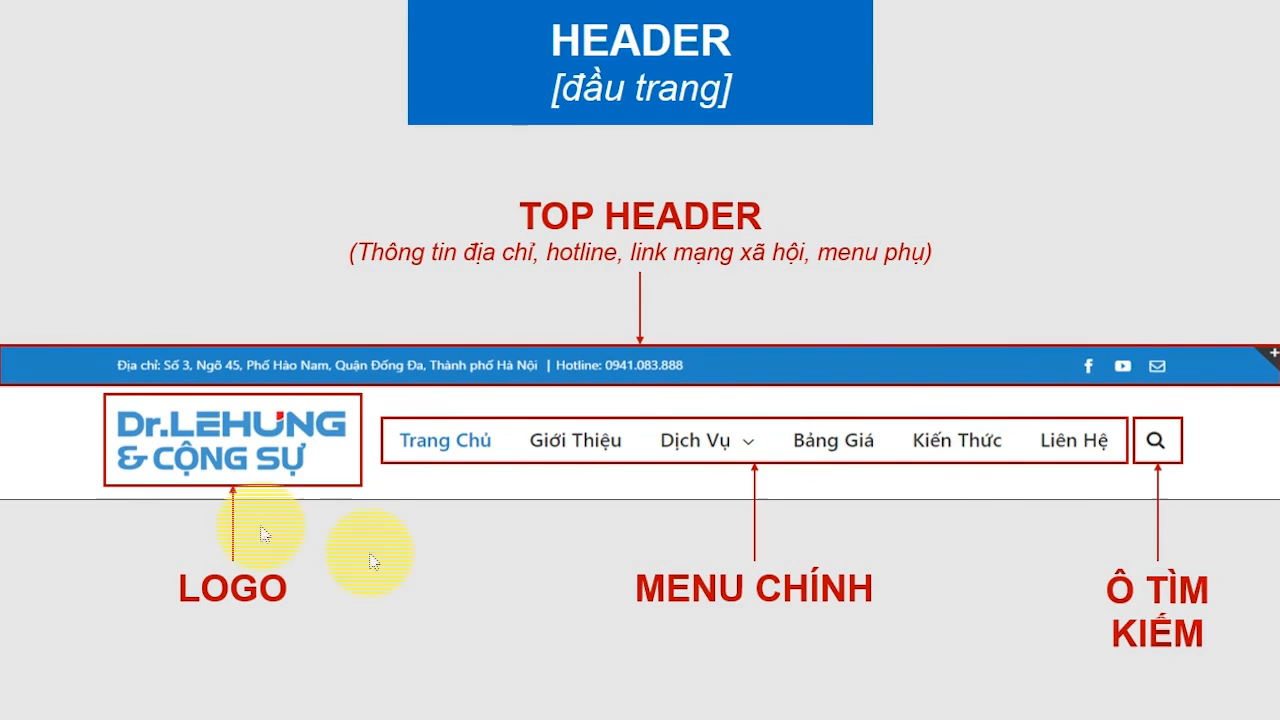 HEADER
[đầu trang]
TOP HEADER
(Thông tin địa chỉ, hotline, link mạng xã hội, menu phụ)
Địa chỉ: Số 3, Ngõ 45, Phố Hào Nam, Quận Đống Đa, Thành phố Hà Nội | Hotline: 0941.083.888
Dr.LEHÙNG
& CỘNG SỰ
Trang Chủ Giới Thiệu Dịch Vụ Bảng Giá Kiến Thức Liên Hệ
LOGO
MENU CHÍNH
Ô TÌM
KIẾM